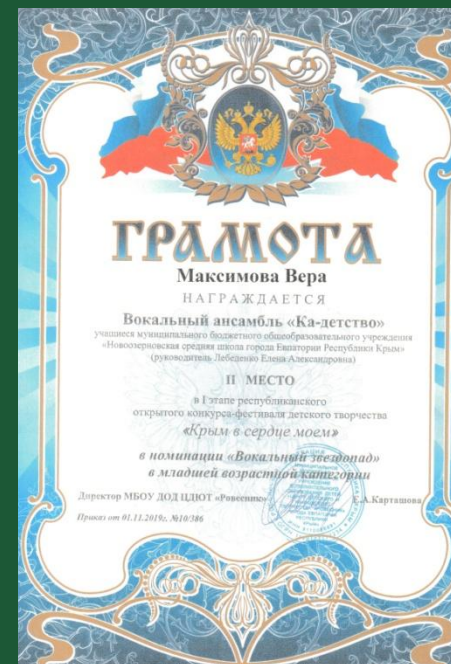 ГРАМОТА
Максимова Вера
НАГРАЖДАЕТСЯ
Вокальный ансамбль «Ка-детство»
учащиеся муниципального бюджетного общеобразовательного учреждения
«Новоозерновская средняя школа города Евпатории Республики Крым»
(руководитель Лебеденко Елена Александровна)
II МЕСТО
в I этапе республиканского
открытого конкурса-фестиваля детского творчества
«Крым в сердце моем»
в номинации «Вокальный звездопад»
в младшей возрастной категории
Директор МБОУ ДОД ЦДЮТ «Ровесник» Е.А.Карташова
Приказ от 01.11.2019г. №10/386